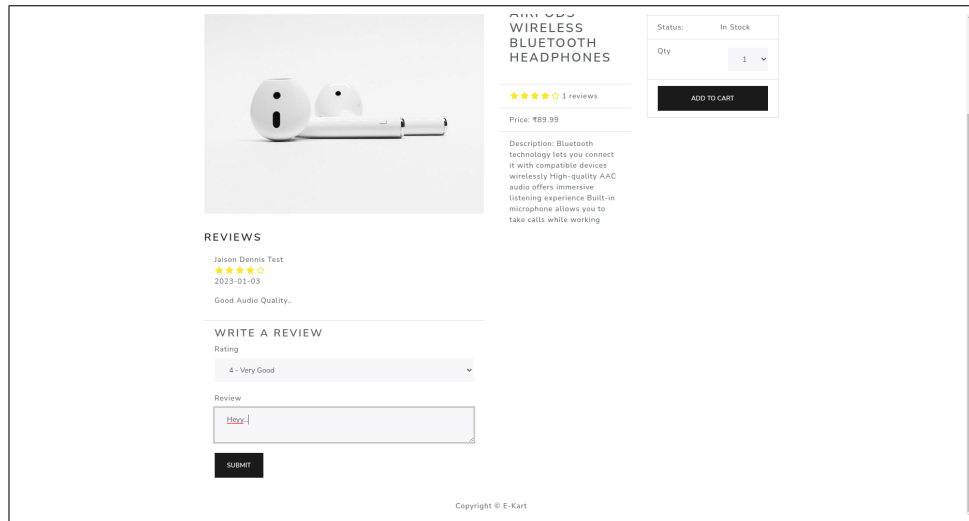 AIRPODS
WIRELESS
BLUETOOTH
HEADPHONES
1 reviews
Price: ₹89.99
Description: Bluetooth
technology lets you connect
it with compatible devices
wirelessly High-quality AAC
audio offers immersive
listening experience Built-in
microphone allows you to
take calls while working
Status: In Stock
Qty 1
ADD TO CART
REVIEWS
Jaison Dennis Test
2023-01-03
Good Audio Quality..
WRITE A REVIEW
Rating
4 - Very Good
Review
Heyy..
SUBMIT
Copyright © E-Kart